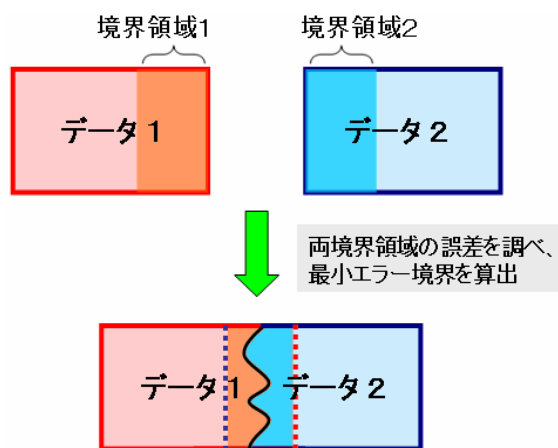 境界領域1
境界領域2
データ1
データ2
両境界領域の誤差を調べ、
最小エラー境界を算出
データ1
データ2